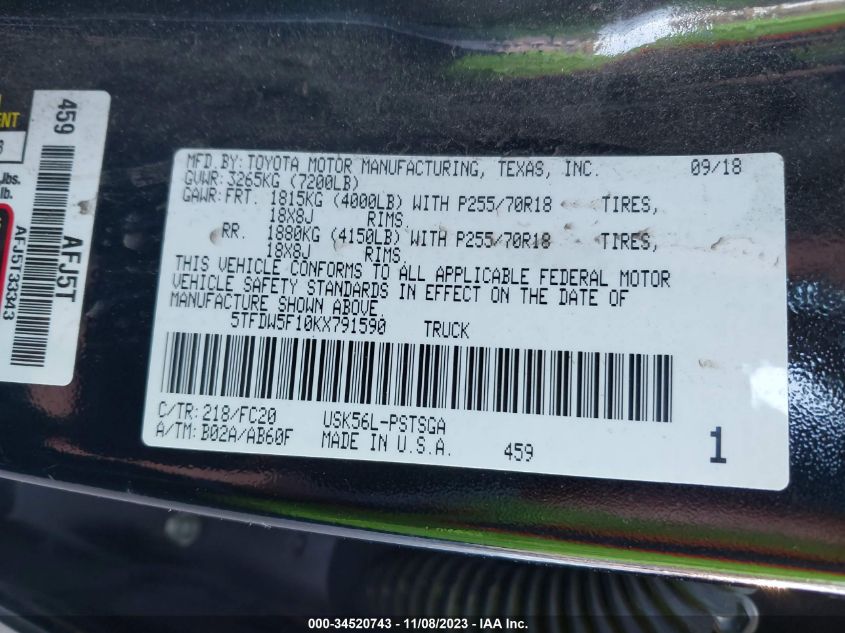 ENT
459
Lbs.
lb.
AFJ5T
AFJ5T33343
MFD.BY:TOYOTA MOTOR MANUFACTURING, TEXAS, INC. 09/18
GVWR:3265KG (7200LB)
GAWR:FRT. 1815KG (4000LB) WITH P255/70R18 TIRES,
18X8J RIMS
RR. 1880KG (4150LB) WITH P255/70R18 TIRES,
18X8J RIMS
THIS VEHICLE CONFORMS TO ALL APPLICABLE FEDERAL MOTOR
VEHICLE SAFETY STANDARDS IN EFFECT ON THE DATE OF
MANUFACTURE SHOWN ABOVE.
5TFDW5F10KX791590 TRUCK
C/TR:218/FC20 USK56L-PSTSGA
A/TM:B02A/AB60F MADE IN U.S.A. 459 1
000-34520743 - 11/08/2023 - IAA Inc.